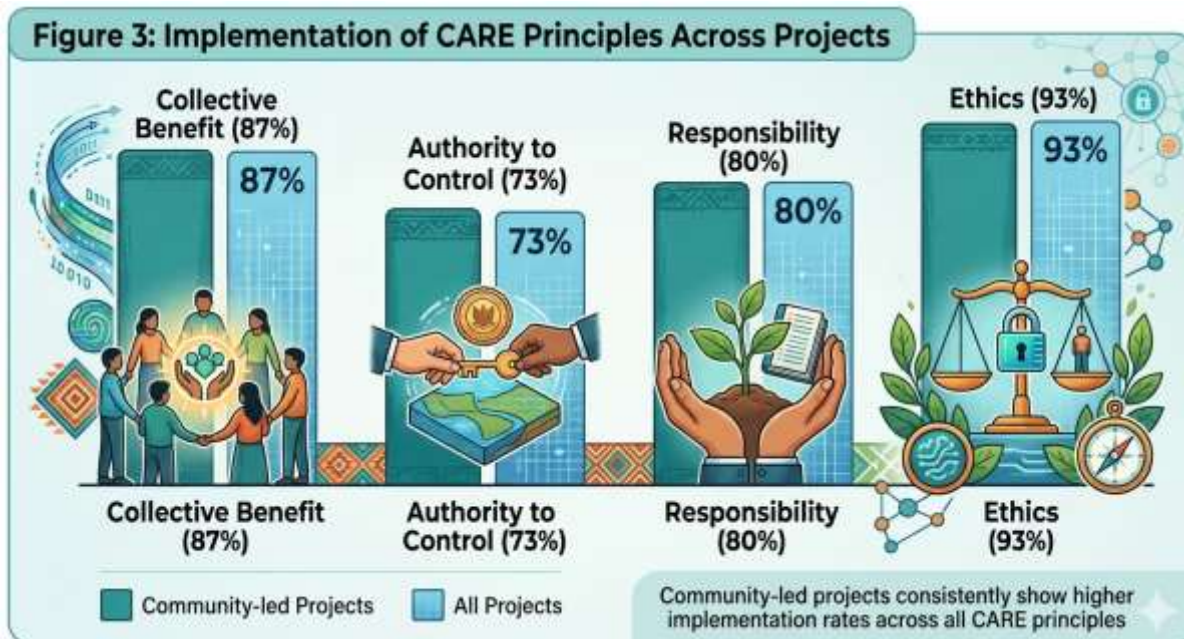 Figure 3: Implementation of CARE Principles Across Projects
Collective
Benefit (87%)
87%
Authority to
Control (73%)
73%
Responsibility
(80%)
80%
Ethics (93%)
93%
Collective Benefit
(87%)
Authority to
Control (73%)
Responsibility
(80%)
Ethics
(93%)
Community-led Projects
All Projects
Community-led projects consistently show higher
implementation rates across all CARE principles